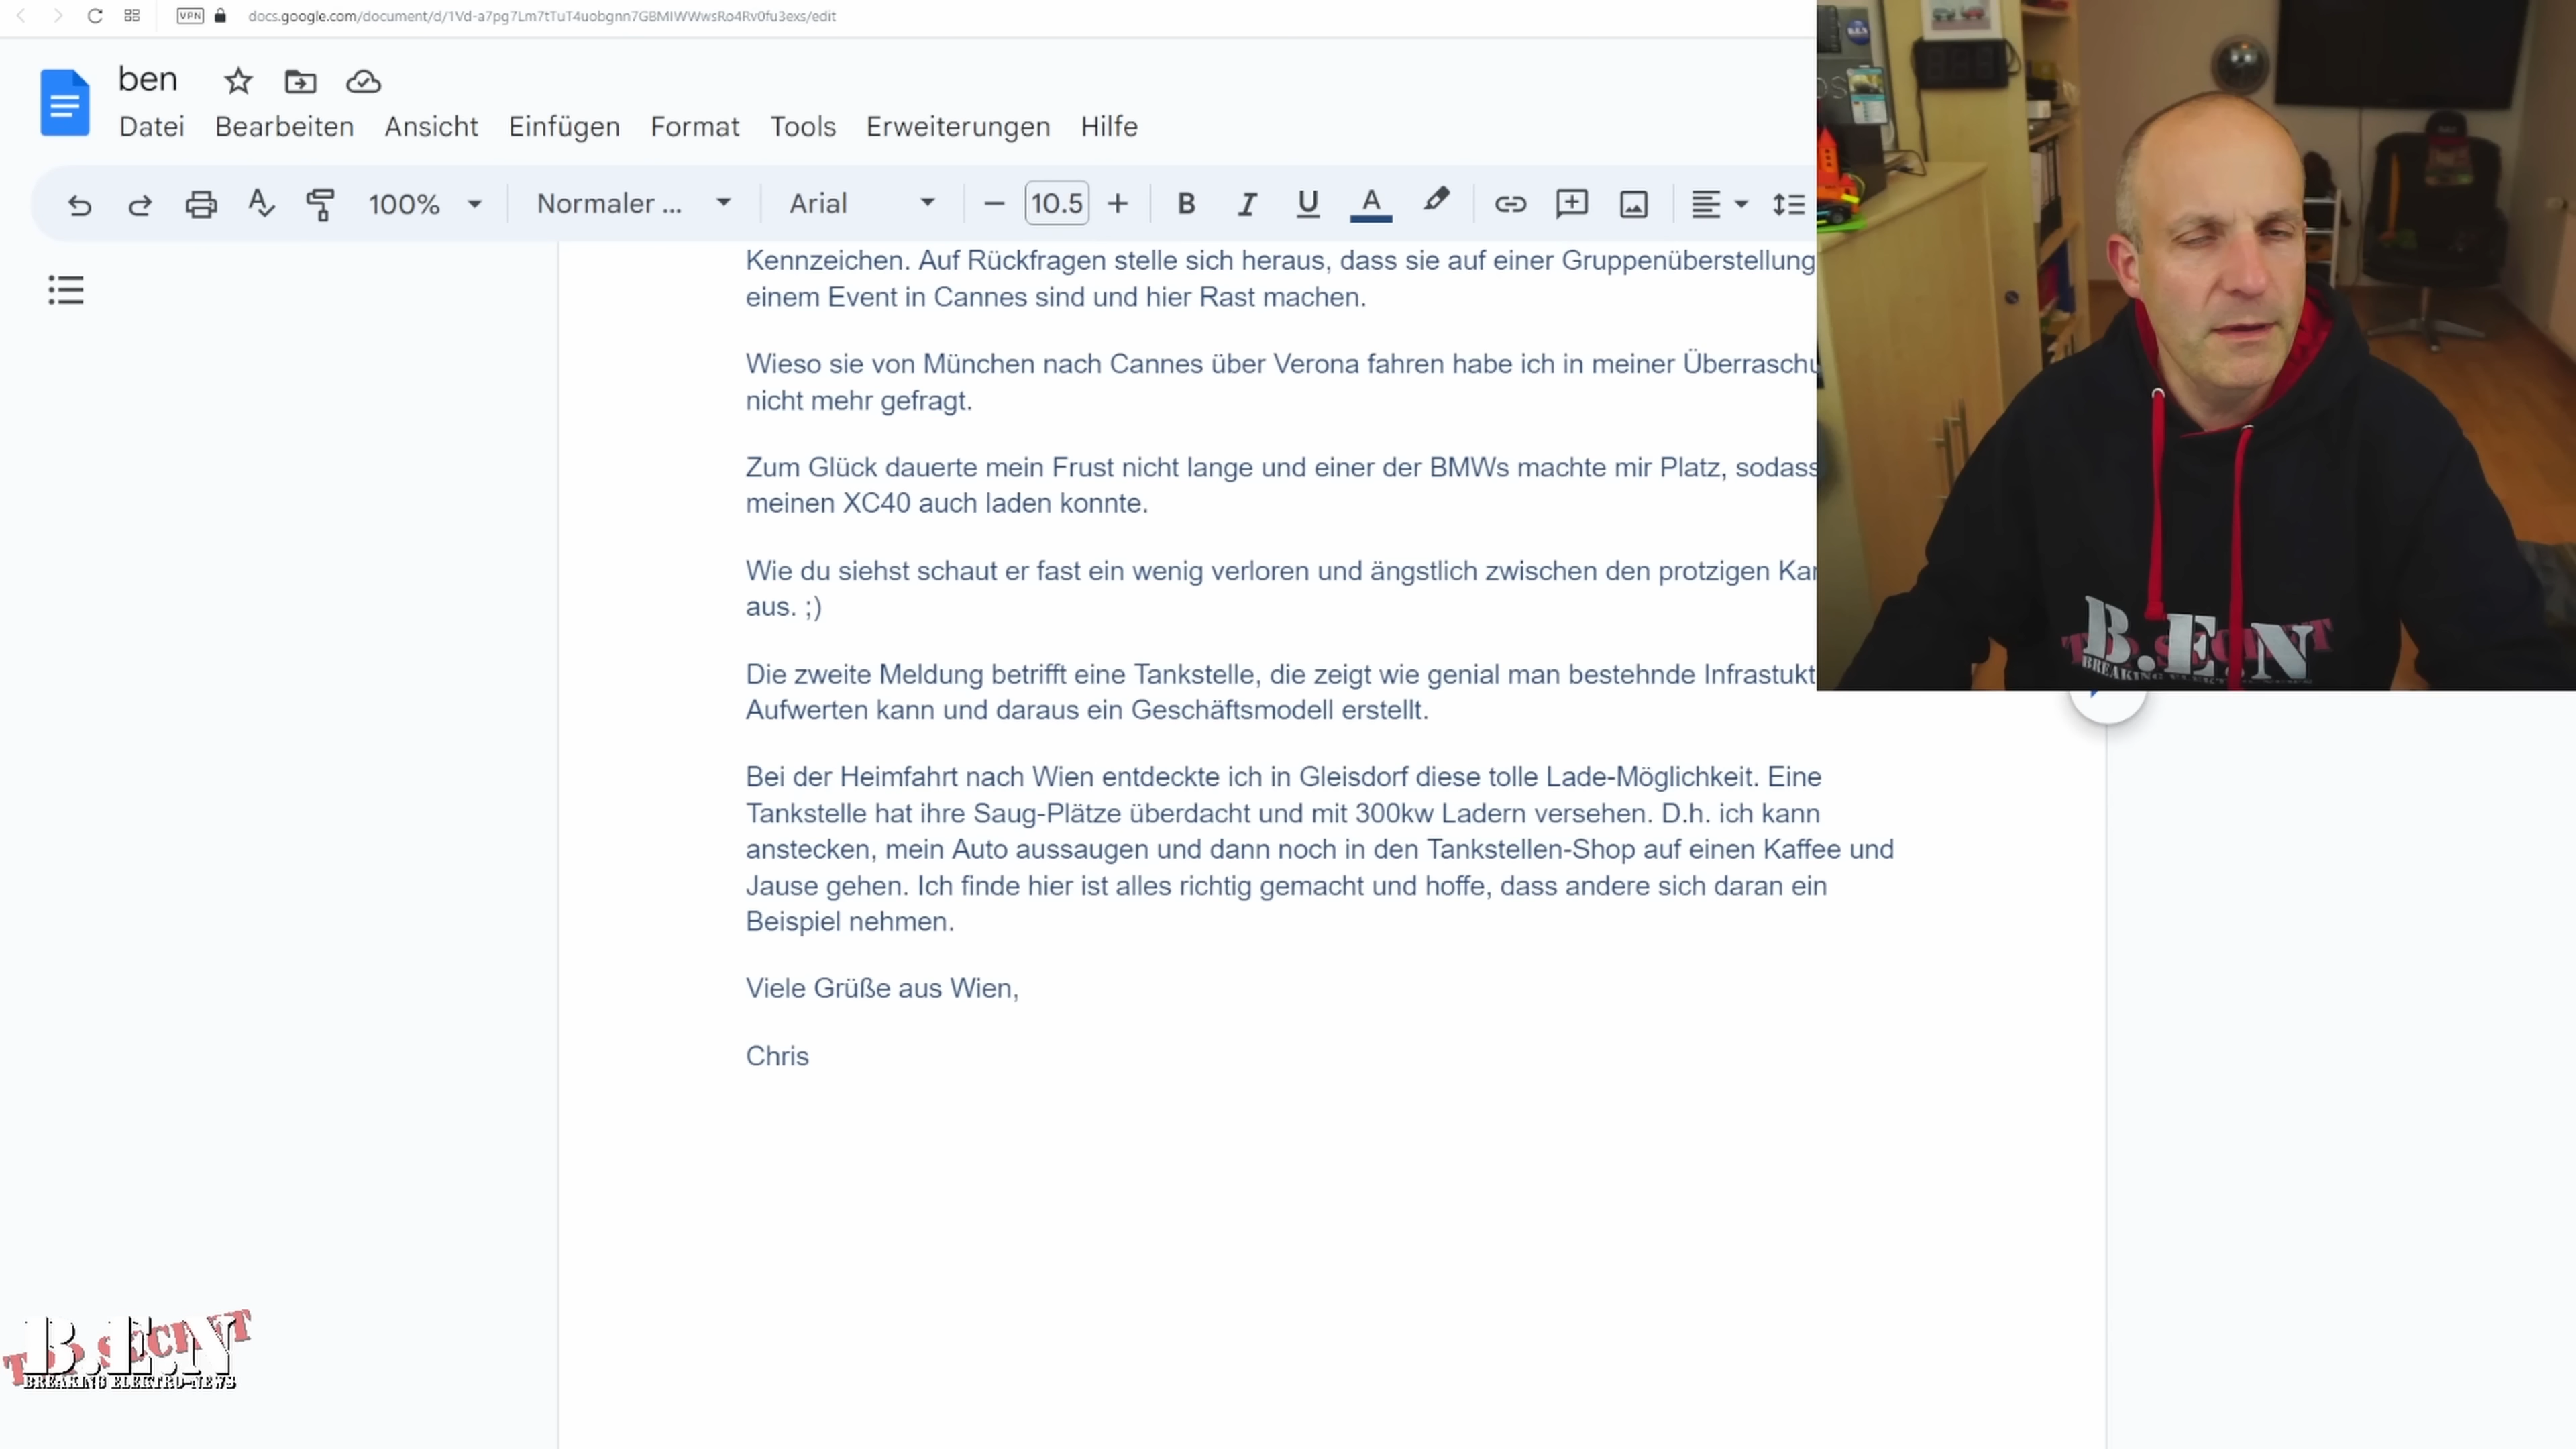 docs.google.com/document/d/1Vd-a7pg7Lm7tTuT4uobgnn7GBMIWWwsRo4Rv0fu3exs/edit
VPN
ben
Datei Bearbeiten Ansicht Einfügen Format Tools Erweiterungen Hilfe
100% Normaler ... Arial 10.5 B I U A
Kennzeichen. Auf Rückfragen stelle sich heraus, dass sie auf einer Gruppenüberstellung
einem Event in Cannes sind und hier Rast machen.
Wieso sie von München nach Cannes über Verona fahren habe ich in meiner
nicht mehr gefragt.
Zum Glück dauerte mein Frust nicht lange und einer der BMWs machte mir Platz, sodass
meinen XC40 auch laden konnte.
Wie du siehst schaut er fast ein wenig verloren und ängstlich zwischen den protzigen
aus. ;)
Die zweite Meldung betrifft eine Tankstelle, die zeigt wie genial man bestehnde
Aufwerten kann und daraus ein Geschäftsmodell erstellt.
Bei der Heimfahrt nach Wien entdeckte ich in Gleisdorf diese tolle Lade-Möglichkeit. Eine
Tankstelle hat ihre Saug-Plätze überdacht und mit 300kw Ladern versehen. D.h. ich kann
anstecken, mein Auto aussaugen und dann noch in den Tankstellen-Shop auf einen Kaffee und
Jause gehen. Ich finde hier ist alles richtig gemacht und hoffe, dass andere sich daran ein
Beispiel nehmen.
Viele Grüße aus Wien,
Chris
B.E.N
B.E.N
TOP SECRET
BREAKING ELEKTRO-NEWS